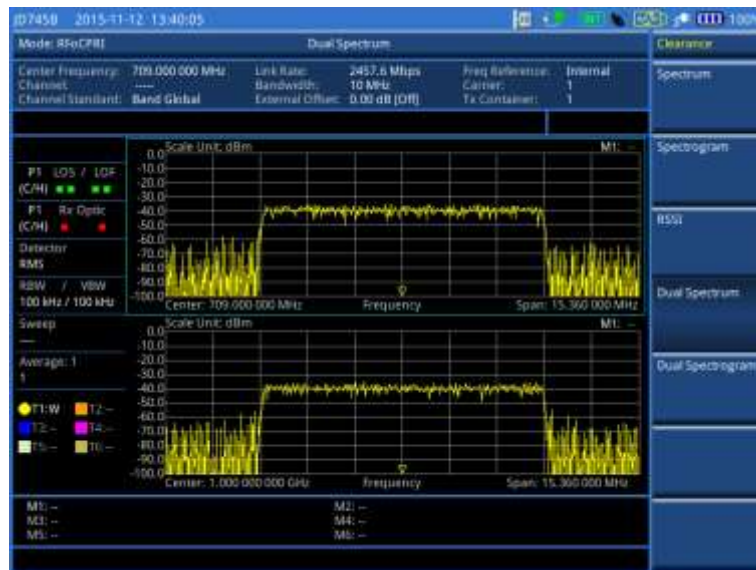 JD745B 2015-11-12 13:40:05
INT
100%
Mode: RFoCPRI
Dual Spectrum
Clearance
Center Frequency: 709.000 000 MHz
Link Rate: 2457.6 Mbps
Freq Reference: Internal
Channel: ----
Bandwidth: 10 MHz
Carrier: 1
Channel Standard: Band Global
External Offset: 0.00 dB [Off]
Tx Container: 1
Spectrum
Spectrogram
RSSI
Dual Spectrum
Dual Spectrogram
P1 LOS / LOF
(C/H)
P1 Rx Optic
(C/H)
Detector
RMS
RBW / VBW
100 kHz / 100 kHz
Sweep
---
Average: 1
1
T1:W T2:--
T3:-- T4:--
T5:-- T6:--
Scale Unit: dBm
M1: --
0.0
-10.0
-20.0
-30.0
-40.0
-50.0
-60.0
-70.0
-80.0
-90.0
-100.0
Center: 709.000 000 MHz
Frequency
Span: 15.360 000 MHz
Scale Unit: dBm
M1: --
0.0
-10.0
-20.0
-30.0
-40.0
-50.0
-60.0
-70.0
-80.0
-90.0
-100.0
Center: 1.000 000 000 GHz
Frequency
Span: 15.360 000 MHz
M1: --
M2: --
M3: --
M4: --
M5: --
M6: --